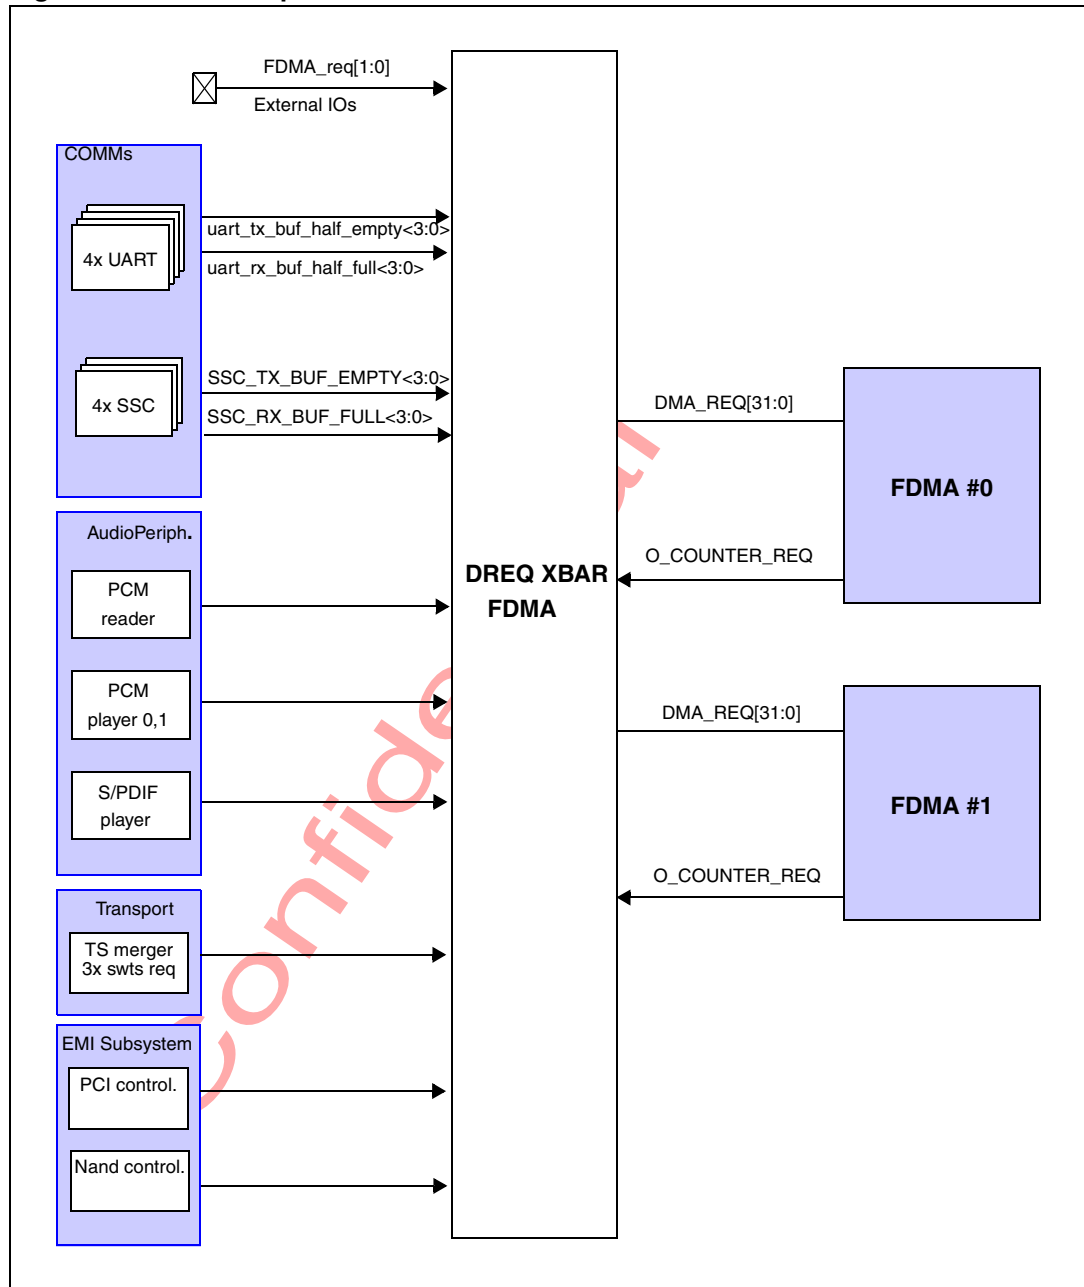 FDMA_req[1:0]
External IOs
COMMs
4x UART
uart_tx_buf_half_empty<3:0>
uart_rx_buf_half_full<3:0>
4x SSC
SSC_TX_BUF_EMPTY<3:0>
SSC_RX_BUF_FULL<3:0>
AudioPeriph.
PCM
reader
PCM
player 0,1
S/PDIF
player
Transport
TS merger
3x swts req
EMI Subsystem
PCI control.
Nand control.
DREQ XBAR
FDMA
DMA_REQ[31:0]
FDMA #0
O_COUNTER_REQ
DMA_REQ[31:0]
FDMA #1
O_COUNTER_REQ